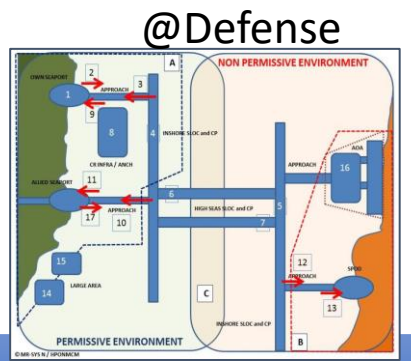 @Defense
NON PERMISSIVE ENVIRONMENT
A
OWN SEAPORT
2
APPROACH
3
1
9
8
4
INSHORE SLOC and CP
CR INFRA / ANCH
AOA
APPROACH
16
11
ALLIED SEAPORT
6
HIGH SEAS SLOC and CP
5
17
APPROACH
10
7
15
12
APPROACH
SPOD
14
LARGE AREA
13
C
INSHORE SLOC and CP
PERMISSIVE ENVIRONMENT
B
©MR-SYS N / HPONMCM